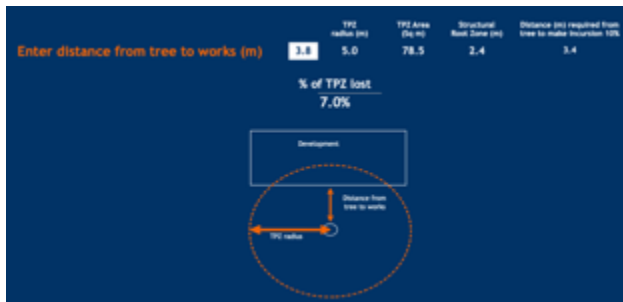 TPZ radius (m)
TPZ Area (Sq m)
Structural Root Zone (m)
Distance (m) required from tree to make incursion 10%
Enter distance from tree to works (m) 3.8 5.0 78.5 2.4 3.4
% of TPZ lost
7.0%
Development
Distance from
tree to works
TPZ radius